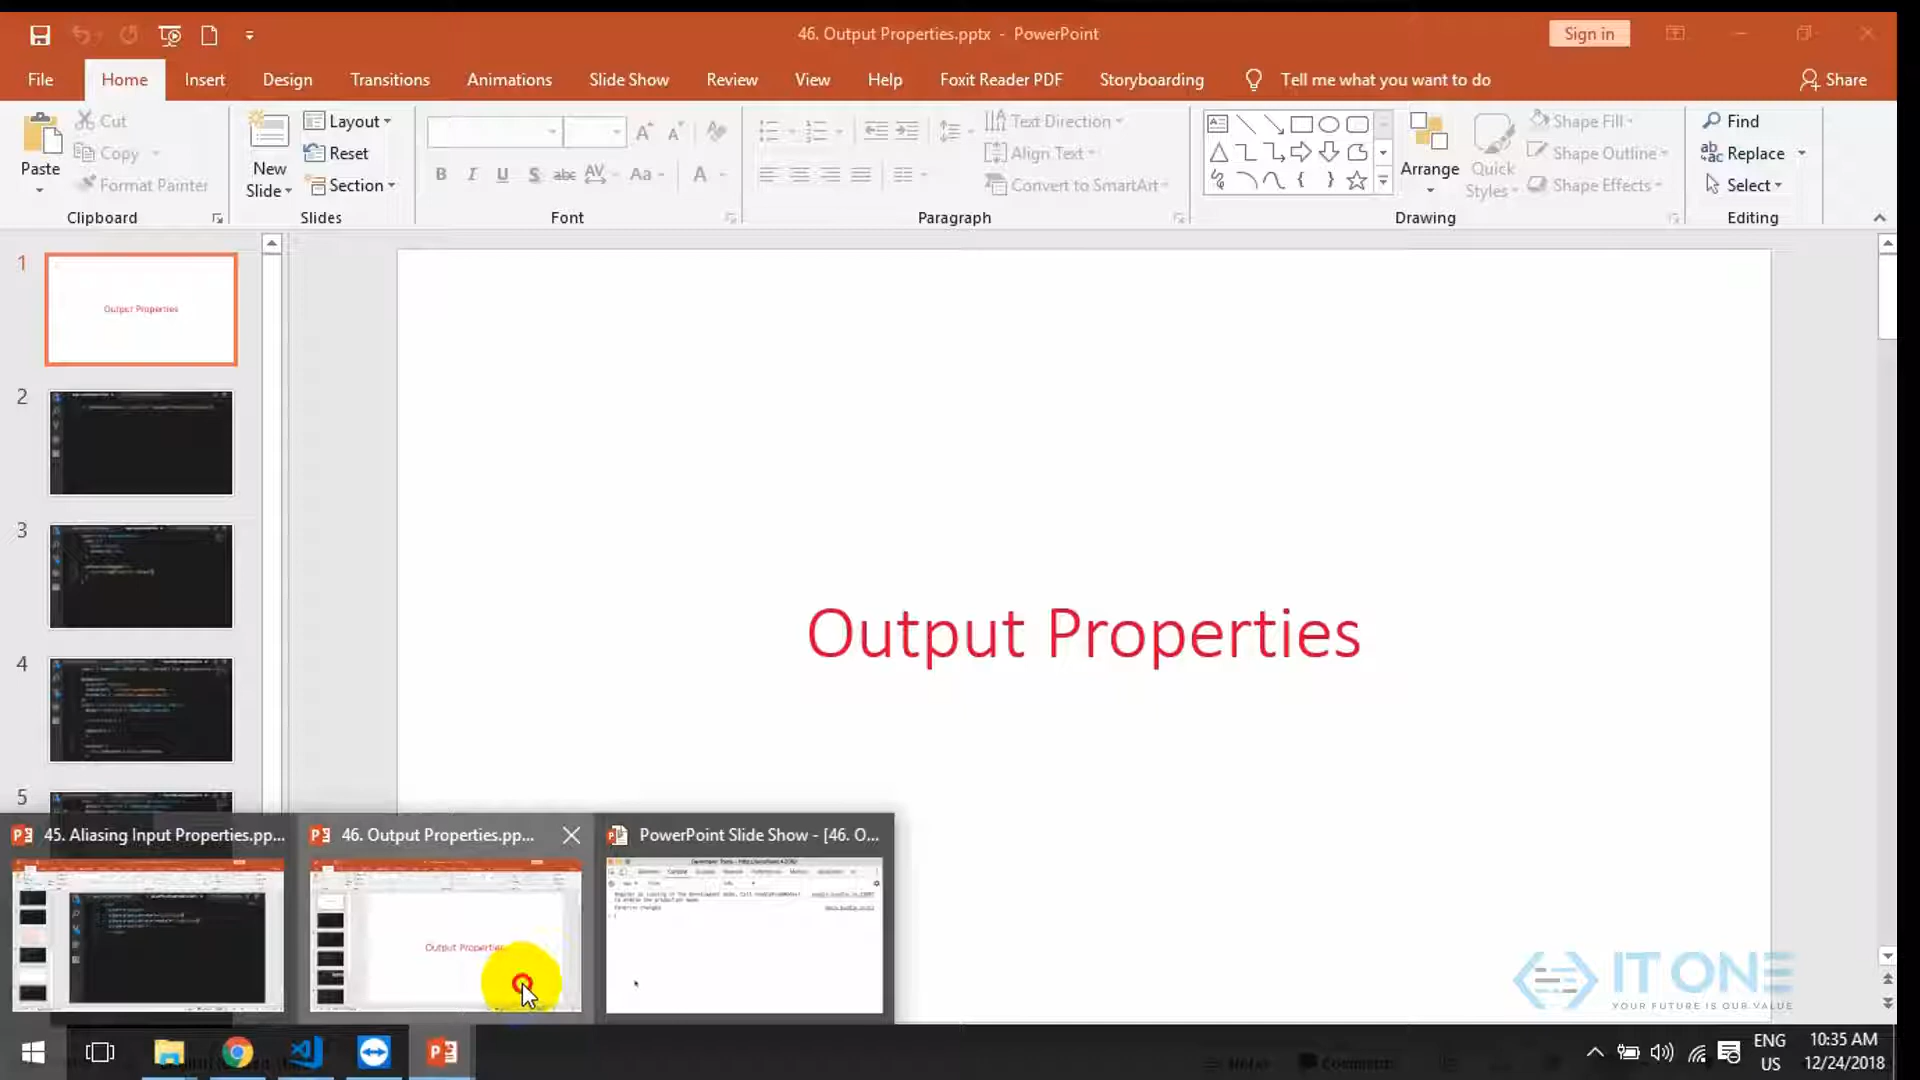 46. Output Properties.pptx - PowerPoint
Sign in
File Home Insert Design Transitions Animations Slide Show Review View Help Foxit Reader PDF Storyboarding Tell me what you want to do Share
Paste
Cut
Copy
Format Painter
Clipboard
New Slide
Layout
Reset
Section
Slides
B I U S abc AV Aa A
Font
Text Direction
Align Text
Convert to SmartArt
Paragraph
Arrange
Quick Styles
Shape Fill
Shape Outline
Shape Effects
Drawing
Find
Replace
Select
Editing
1
Output Properties
2
3
4
5
Output Properties
45. Aliasing Input Properties.pp...
46. Output Properties.pp...
PowerPoint Slide Show - [46. O...
Output Properties
IT ONE
YOUR FUTURE IS OUR VALUE
Notes
Comments
ENG
US
10:35 AM
12/24/2018